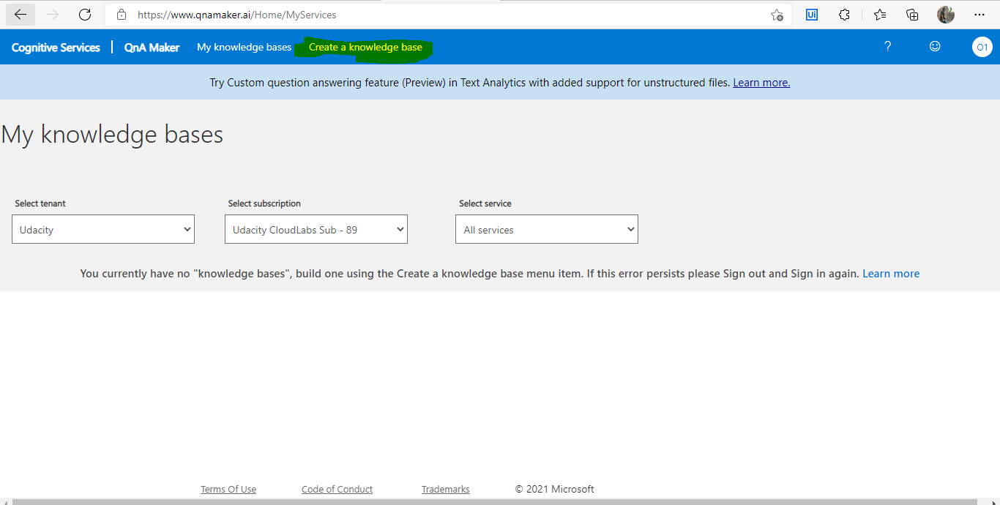 https://www.qnamaker.ai/Home/MyServices
Ui
Cognitive Services | QnA Maker My knowledge bases Create a knowledge base ? O1
Try Custom question answering feature (Preview) in Text Analytics with added support for unstructured files. Learn more.
My knowledge bases
Select tenant Select subscription Select service
Udacity Udacity CloudLabs Sub - 89 All services
You currently have no "knowledge bases", build one using the Create a knowledge base menu item. If this error persists please Sign out and Sign in again. Learn more
Terms Of Use Code of Conduct Trademarks © 2021 Microsoft